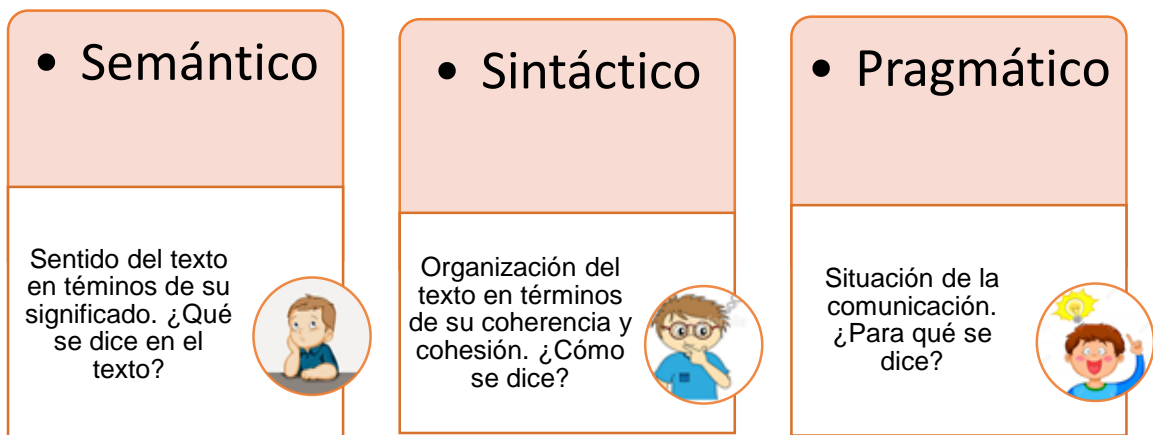 • Semántico
Sentido del texto
en téminos de su
significado. ¿Qué
se dice en el
texto?
• Sintáctico
Organización del
texto en términos
de su coherencia y
cohesión. ¿Cómo
se dice?
• Pragmático
Situación de la
comunicación.
¿Para qué se
dice?